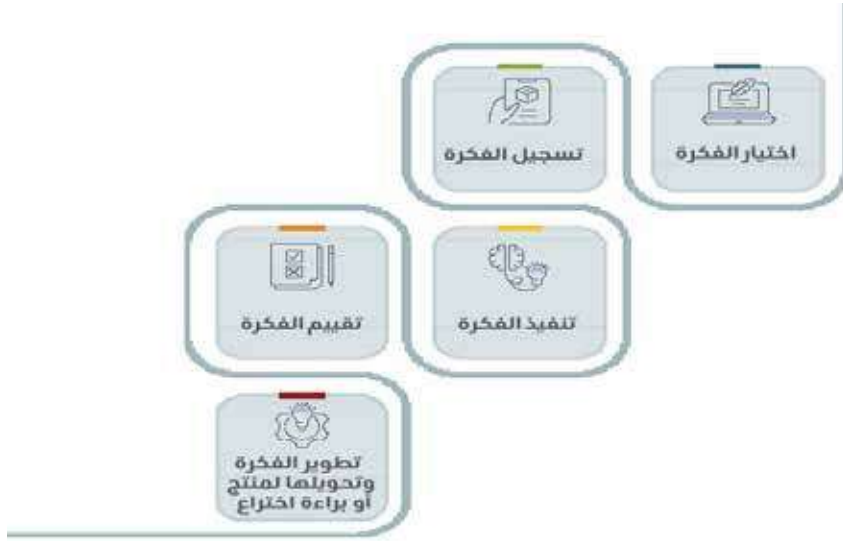 اختيار الفكرة
تسجيل الفكرة
تنفيذ الفكرة
تقييم الفكرة
تطوير الفكرة
وتحويلها لمنتج
أو براءة اختراع